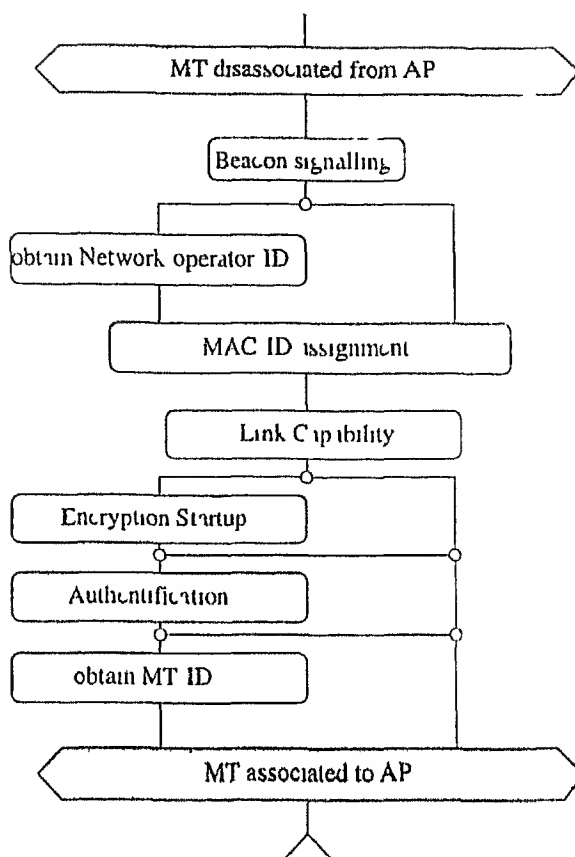 MT disassociated from AP
Beacon signalling
obtain Network operator ID
MAC ID assignment
Link Capability
Encryption Startup
Authentification
obtain MT ID
MT associated to AP